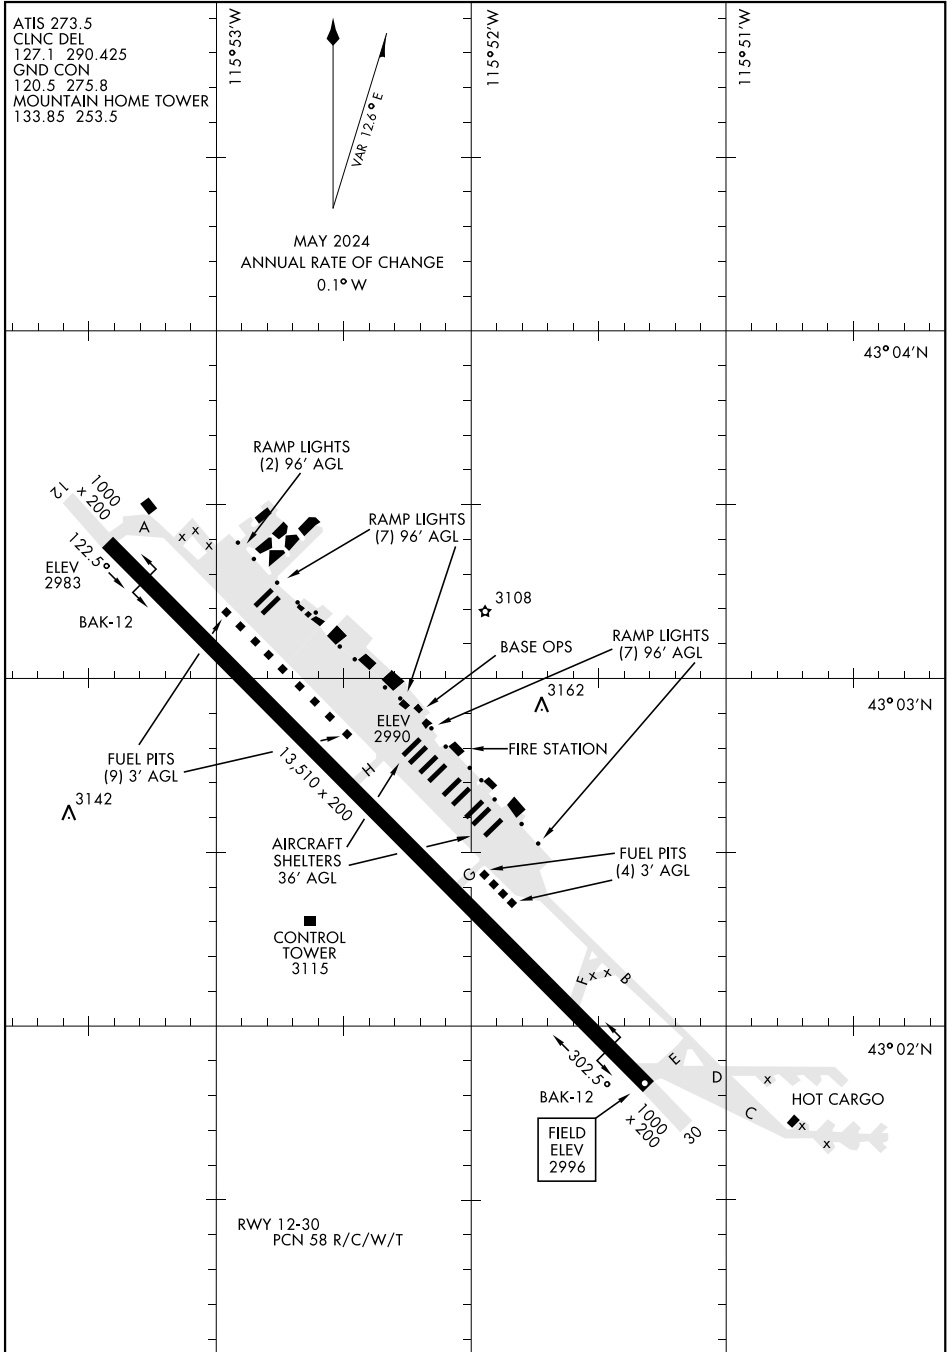 ATIS 273.5
CLNC DEL
127.1 290.425
GND CON
120.5 275.8
MOUNTAIN HOME TOWER
133.85 253.5
115°53'W
115°52'W
115°51'W
VAR 12.6° E
MAY 2024
ANNUAL RATE OF CHANGE
0.1° W
43° 04'N
RAMP LIGHTS
(2) 96' AGL
1000
x 200
12
A
x
x
x
RAMP LIGHTS
(7) 96' AGL
122.5°
ELEV
2983
BAK-12
3108
BASE OPS
RAMP LIGHTS
(7) 96' AGL
3162
43° 03'N
ELEV
2990
FIRE STATION
FUEL PITS
(9) 3' AGL
H
13,510 x 200
3142
AIRCRAFT
SHELTERS
36' AGL
FUEL PITS
(4) 3' AGL
G
CONTROL
TOWER
3115
F
x
x
B
43° 02'N
302.5°
E
D
x
BAK-12
C
HOT CARGO
x
x
1000
x 200
30
FIELD
ELEV
2996
RWY 12-30
PCN 58 R/C/W/T